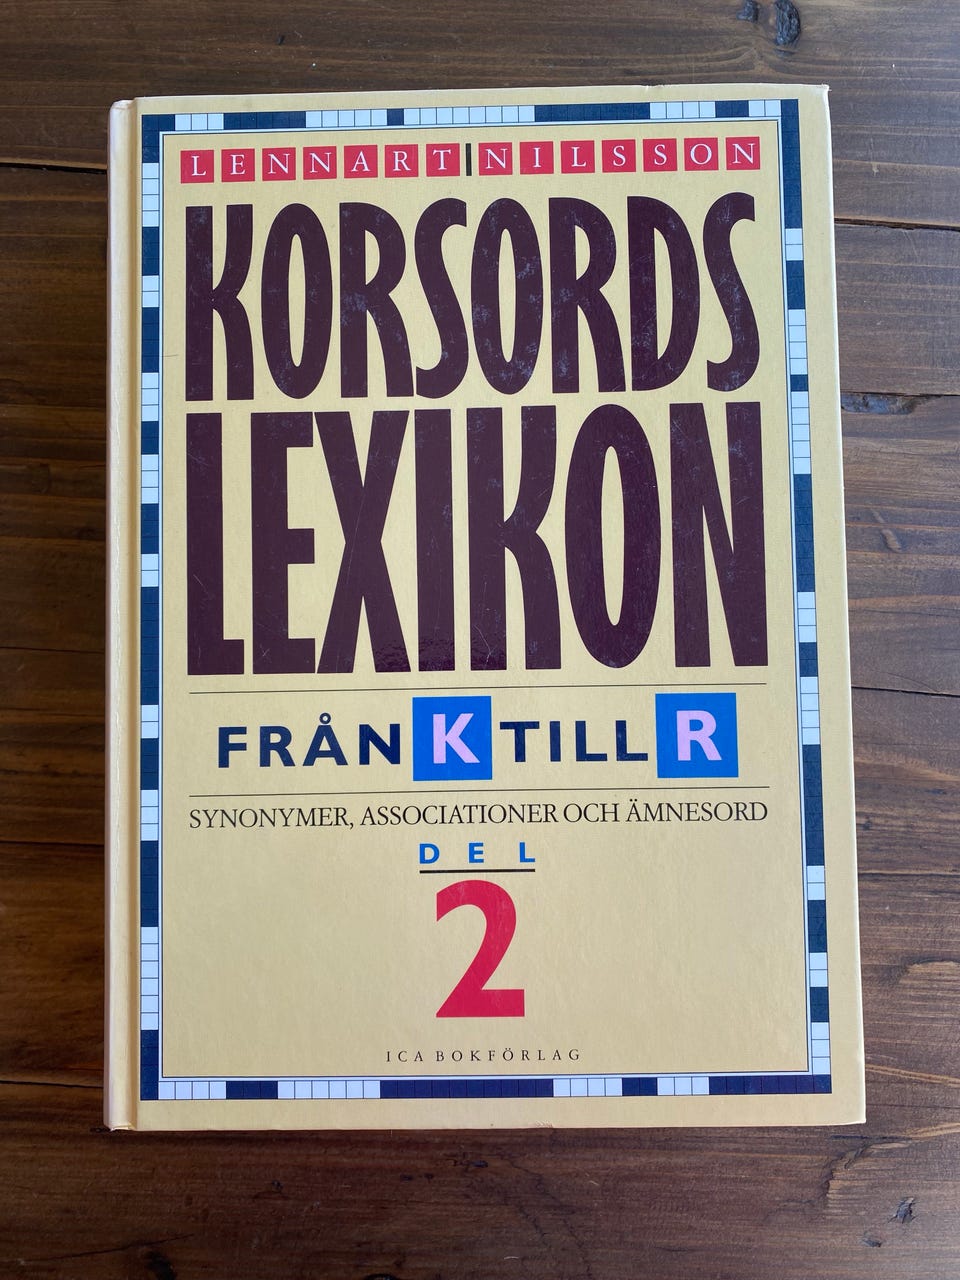 LENNART NILSSON
KORSORDS
LEXIKON
FRÅN K TILL R
SYNONYMER, ASSOCIATIONER OCH ÄMNESORD
DEL
2
ICA BOKFÖRLAG